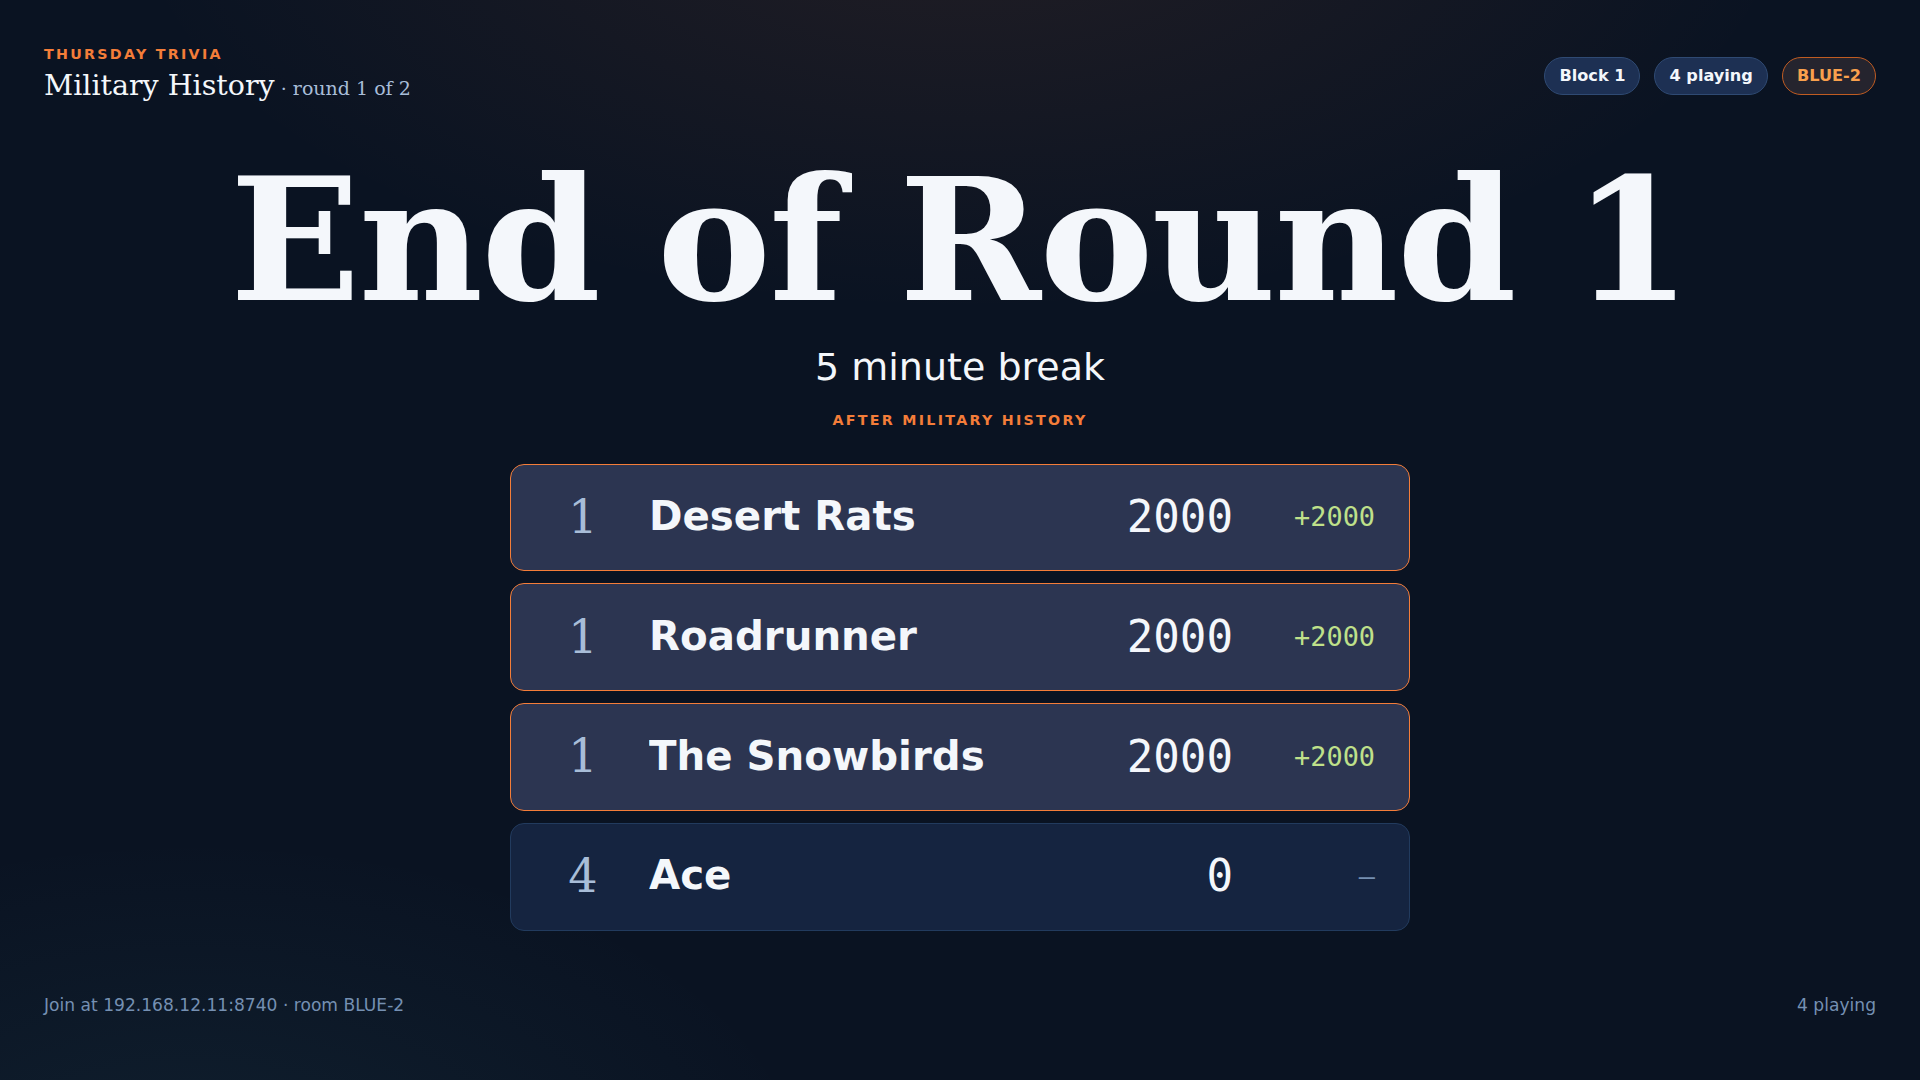 THURSDAY TRIVIA
Military History · round 1 of 2
Block 1
4 playing
BLUE-2
End of Round 1
5 minute break
AFTER MILITARY HISTORY
1 Desert Rats 2000 +2000
1 Roadrunner 2000 +2000
1 The Snowbirds 2000 +2000
4 Ace 0 –
Join at 192.168.12.11:8740 · room BLUE-2
4 playing